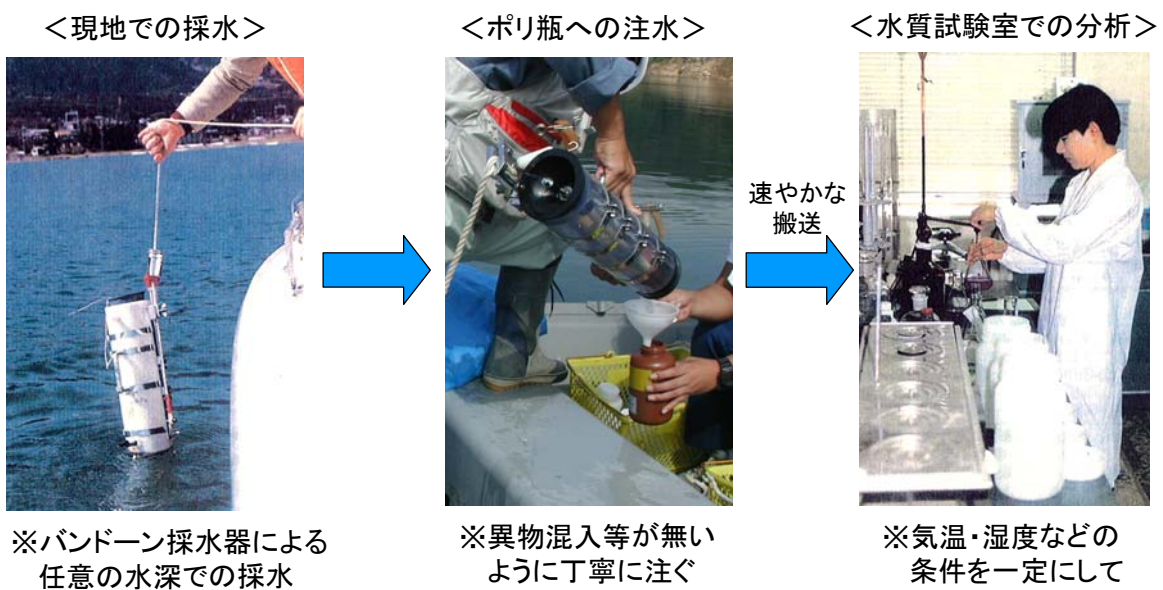 ＜現地での採水＞
＜ポリ瓶への注水＞
＜水質試験室での分析＞
速やかな
搬送
※バンドーン採水器による
任意の水深での採水
※異物混入等が無い
ように丁寧に注ぐ
※気温・湿度などの
条件を一定にして